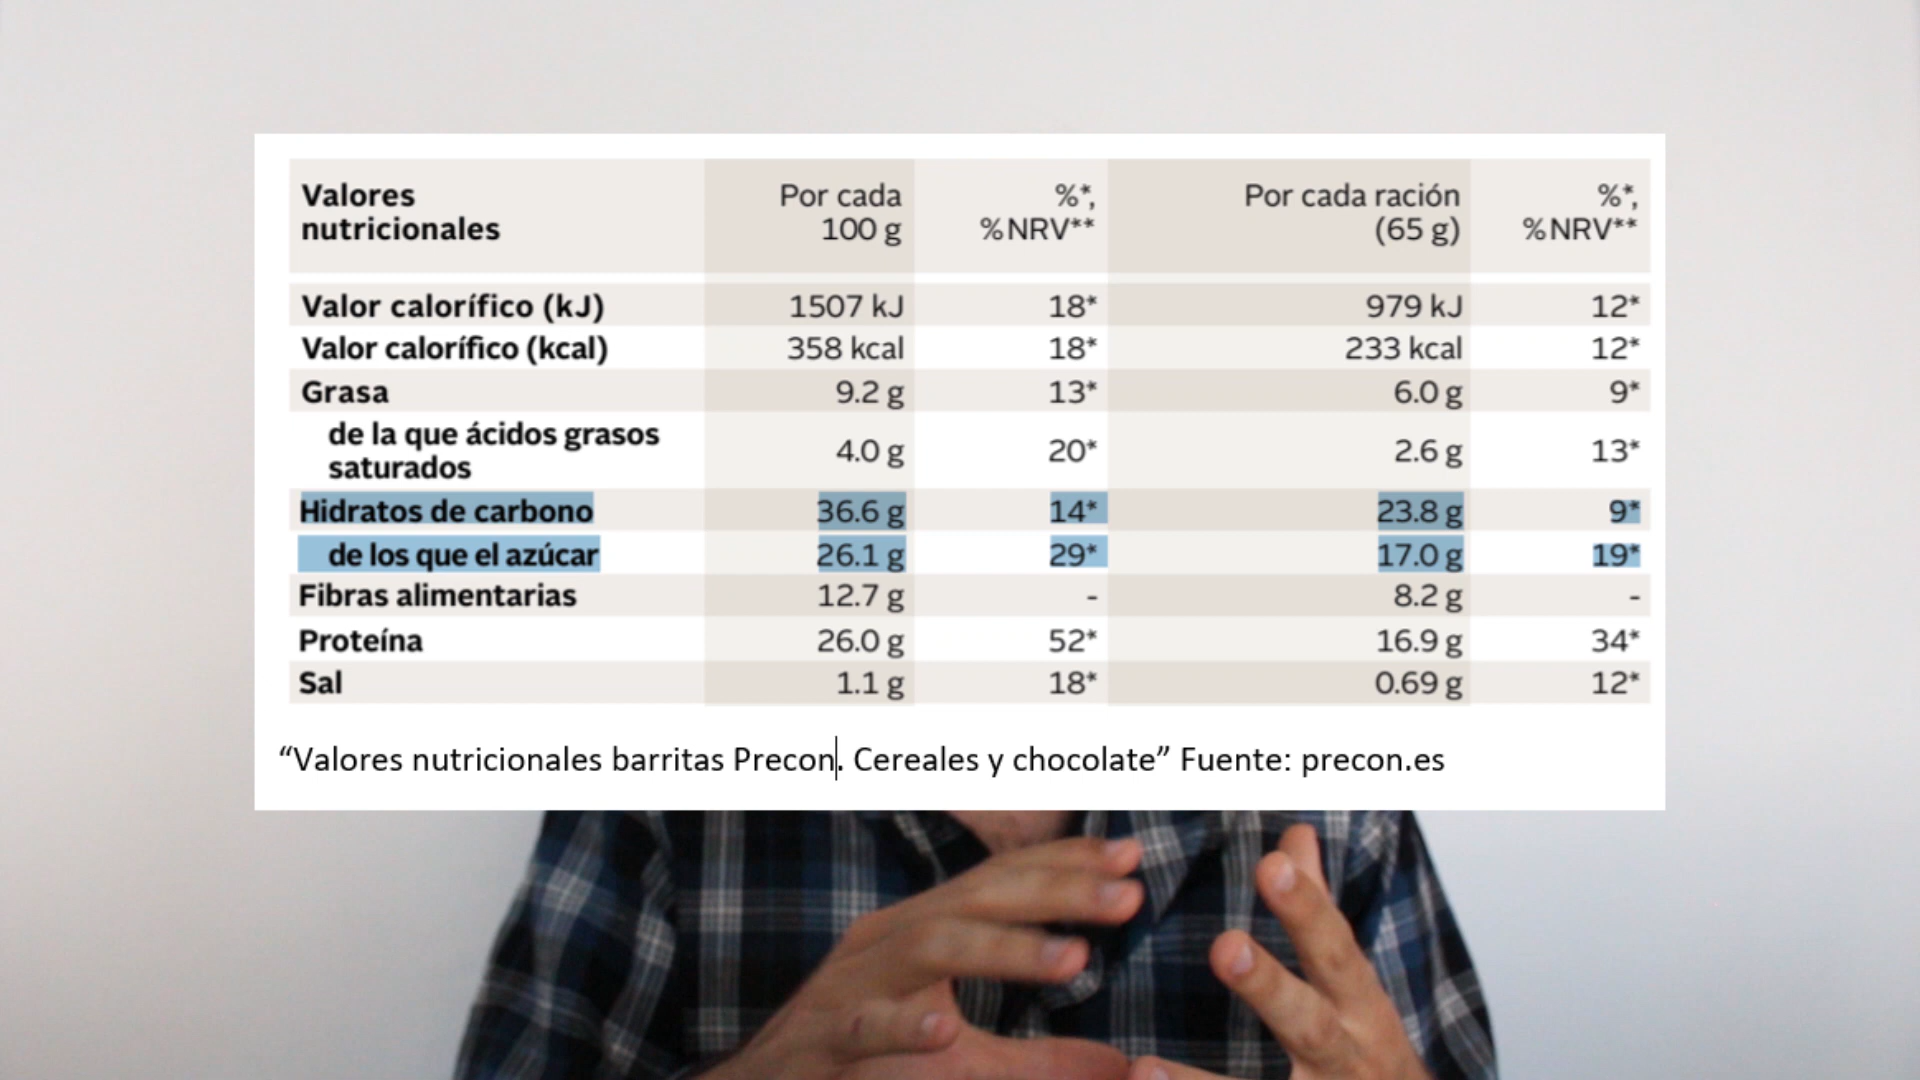 Valores nutricionales Por cada 100 g %*, %NRV** Por cada ración (65 g) %*, %NRV**
Valor calorífico (kJ) 1507 kJ 18* 979 kJ 12*
Valor calorífico (kcal) 358 kcal 18* 233 kcal 12*
Grasa 9.2 g 13* 6.0 g 9*
de la que ácidos grasos saturados 4.0 g 20* 2.6 g 13*
Hidratos de carbono 36.6 g 14* 23.8 g 9*
de los que el azúcar 26.1 g 29* 17.0 g 19*
Fibras alimentarias 12.7 g - 8.2 g -
Proteína 26.0 g 52* 16.9 g 34*
Sal 1.1 g 18* 0.69 g 12*
“Valores nutricionales barritas Precon. Cereales y chocolate” Fuente: precon.es